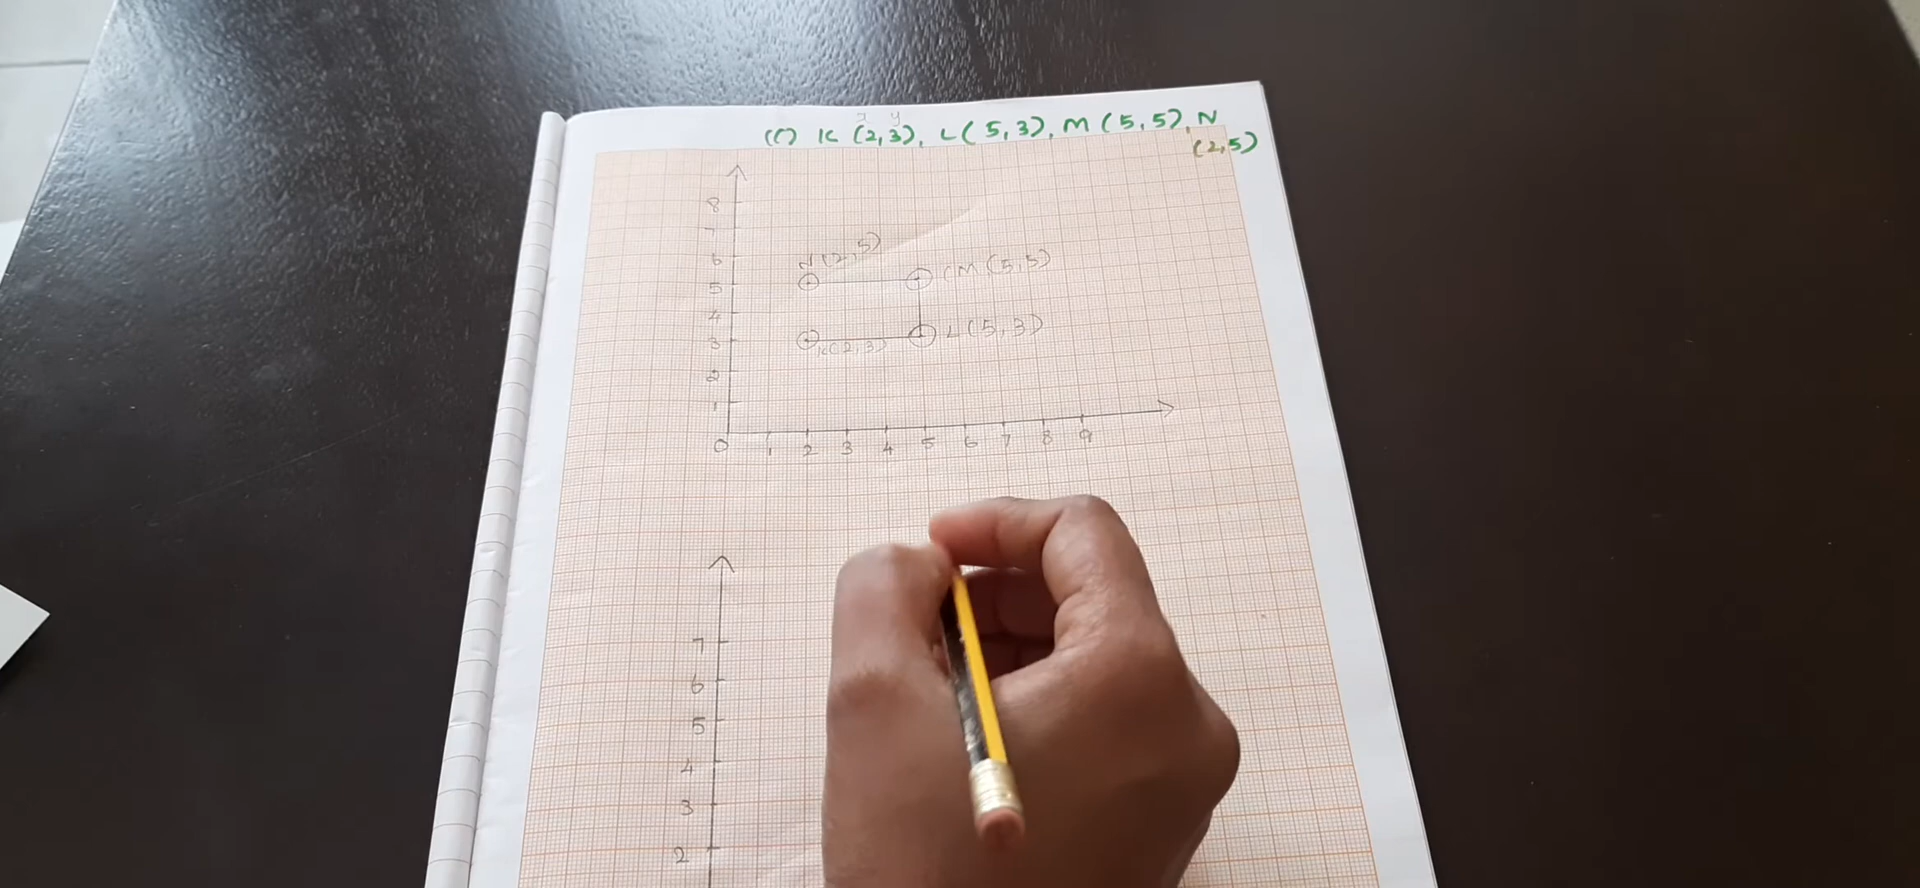 x y
(C) K (2,3), L(5,3), M(5,5), N
(2,5)
8
7
N(2,5)
6
M(5,5)
5
4
L(5,3)
3
K(2,3)
2
1
0 1 2 3 4 5 6 7 8 9
7
6
5
4
3
2